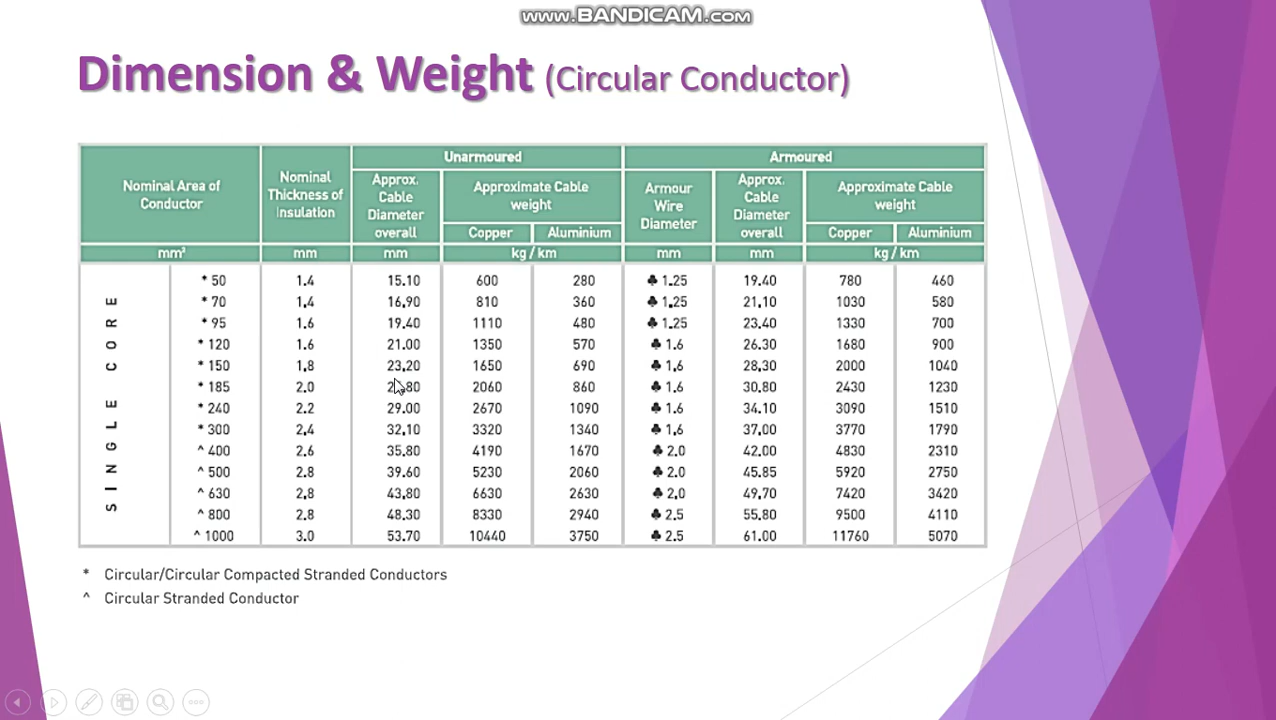 www.BANDICAM.com
Dimension & Weight (Circular Conductor)
Nominal Area of Conductor Nominal Thickness of Insulation Unarmoured Armoured
Approx. Cable Diameter overall Approximate Cable weight Armour Wire Diameter Approx. Cable Diameter overall Approximate Cable weight
Copper Aluminium Copper Aluminium
mm² mm mm kg / km mm mm kg / km
SINGLE CORE
* 50 1.4 15.10 600 280 ♣ 1.25 19.40 780 460
* 70 1.4 16.90 810 360 ♣ 1.25 21.10 1030 580
* 95 1.6 19.40 1110 480 ♣ 1.25 23.40 1330 700
* 120 1.6 21.00 1350 570 ♣ 1.6 26.30 1680 900
* 150 1.8 23.20 1650 690 ♣ 1.6 28.30 2000 1040
* 185 2.0 2060 860 ♣ 1.6 30.80 2430 1230
* 240 2.2 29.00 2670 1090 ♣ 1.6 34.10 3090 1510
* 300 2.4 32.10 3320 1340 ♣ 1.6 37.00 3770 1790
^ 400 2.6 35.80 4190 1670 ♣ 2.0 42.00 4830 2310
^ 500 2.8 39.60 5230 2060 ♣ 2.0 45.85 5920 2750
^ 630 2.8 43.80 6630 2630 ♣ 2.0 49.70 7420 3420
^ 800 2.8 48.30 8330 2940 ♣ 2.5 55.80 9500 4110
^ 1000 3.0 53.70 10440 3750 ♣ 2.5 61.00 11760 5070
* Circular/Circular Compacted Stranded Conductors
^ Circular Stranded Conductor